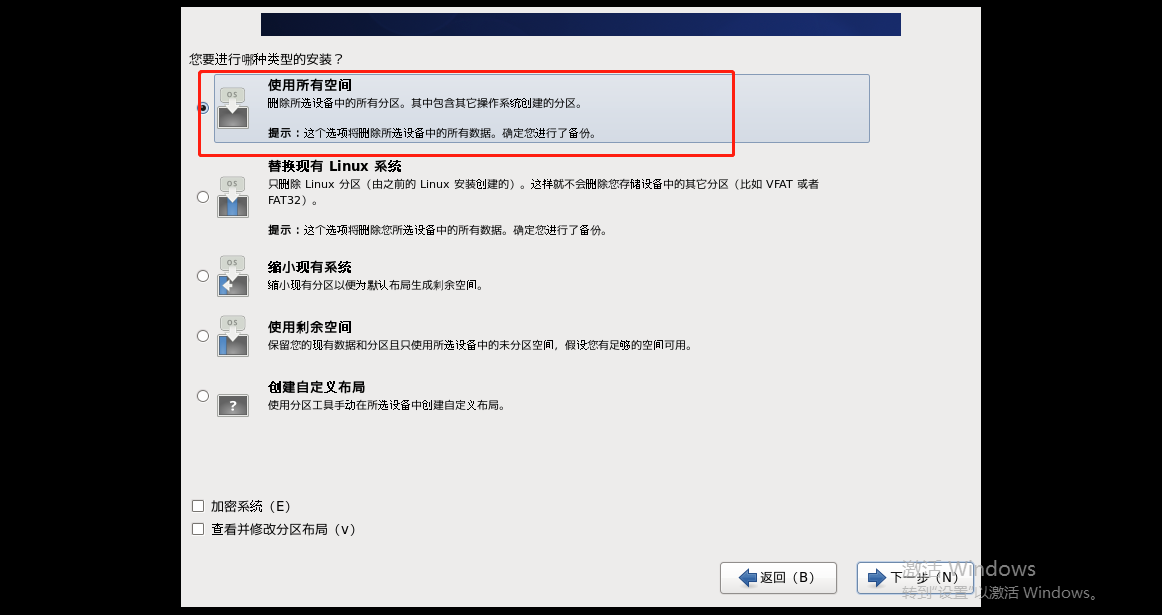 您要进行哪种类型的安装？
OS
使用所有空间
删除所选设备中的所有分区。其中包含其它操作系统创建的分区。
提示：这个选项将删除所选设备中的所有数据。确定您进行了备份。
OS
替换现有 Linux 系统
只删除 Linux 分区（由之前的 Linux 安装创建的）。这样就不会删除您存储设备中的其它分区（比如 VFAT 或者
FAT32）。
提示：这个选项将删除您所选设备中的所有数据。确定您进行了备份。
OS
缩小现有系统
缩小现有分区以便为默认布局生成剩余空间。
OS
使用剩余空间
保留您的现有数据和分区且只使用所选设备中的未分区空间，假设您有足够的空间可用。
?
创建自定义布局
使用分区工具手动在所选设备中创建自定义布局。
加密系统（E）
查看并修改分区布局（v）
返回（B）
下一步（N）
激活 Windows
转到"设置"以激活 Windows。